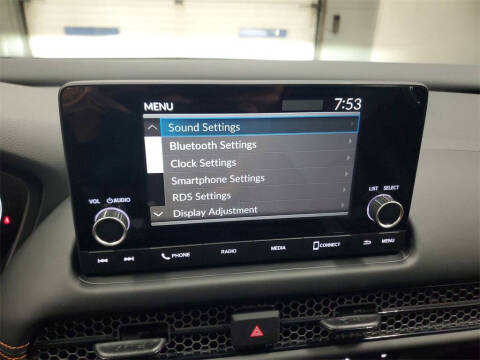 MENU 7:53
Sound Settings
Bluetooth Settings
Clock Settings
Smartphone Settings
RDS Settings
Display Adjustment
VOL AUDIO
LIST SELECT
PHONE RADIO MEDIA CONNECT MENU